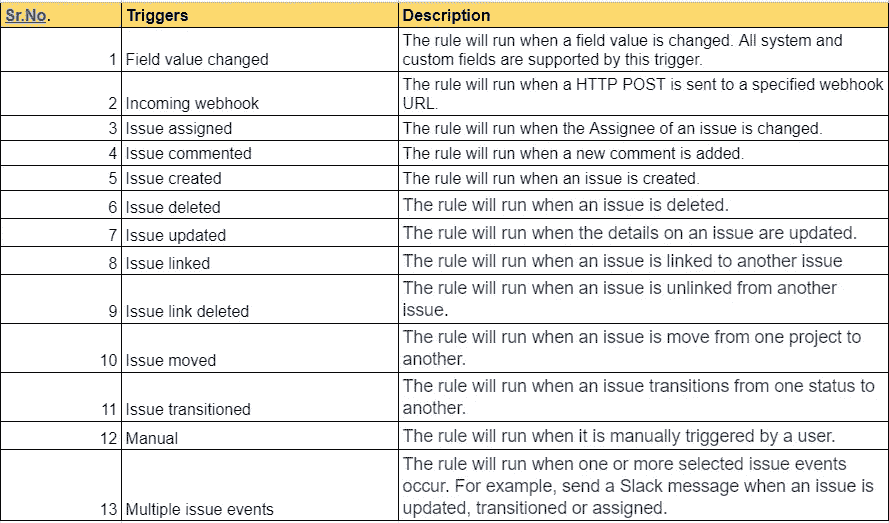 Sr.No. Triggers Description
The rule will run when a field value is changed. All system and
1 Field value changed custom fields are supported by this trigger.
The rule will run when a HTTP POST is sent to a specified webhook
2 Incoming webhook URL.
3 Issue assigned The rule will run when the Assignee of an issue is changed.
4 Issue commented The rule will run when a new comment is added.
5 Issue created The rule will run when an issue is created.
6 Issue deleted The rule will run when an issue is deleted.
7 Issue updated The rule will run when the details on an issue are updated.
8 Issue linked The rule will run when an issue is linked to another issue
The rule will run when an issue is unlinked from another
9 Issue link deleted issue.
The rule will run when an issue is move from one project to
10 Issue moved another.
The rule will run when an issue transitions from one status to
11 Issue transitioned another.
12 Manual The rule will run when it is manually triggered by a user.
The rule will run when one or more selected issue events
occur. For example, send a Slack message when an issue is
13 Multiple issue events updated, transitioned or assigned.